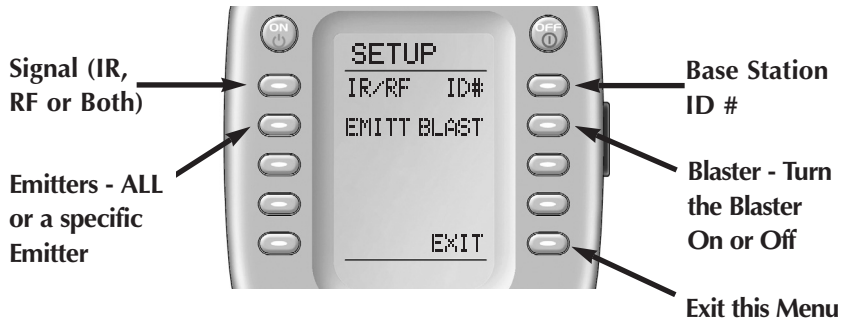 ON
OFF
SETUP
Signal (IR,
RF or Both)
IR/RF ID#
Base Station
ID #
EMITT BLAST
Emitters - ALL
or a specific
Emitter
Blaster - Turn
the Blaster
On or Off
EXIT
Exit this Menu